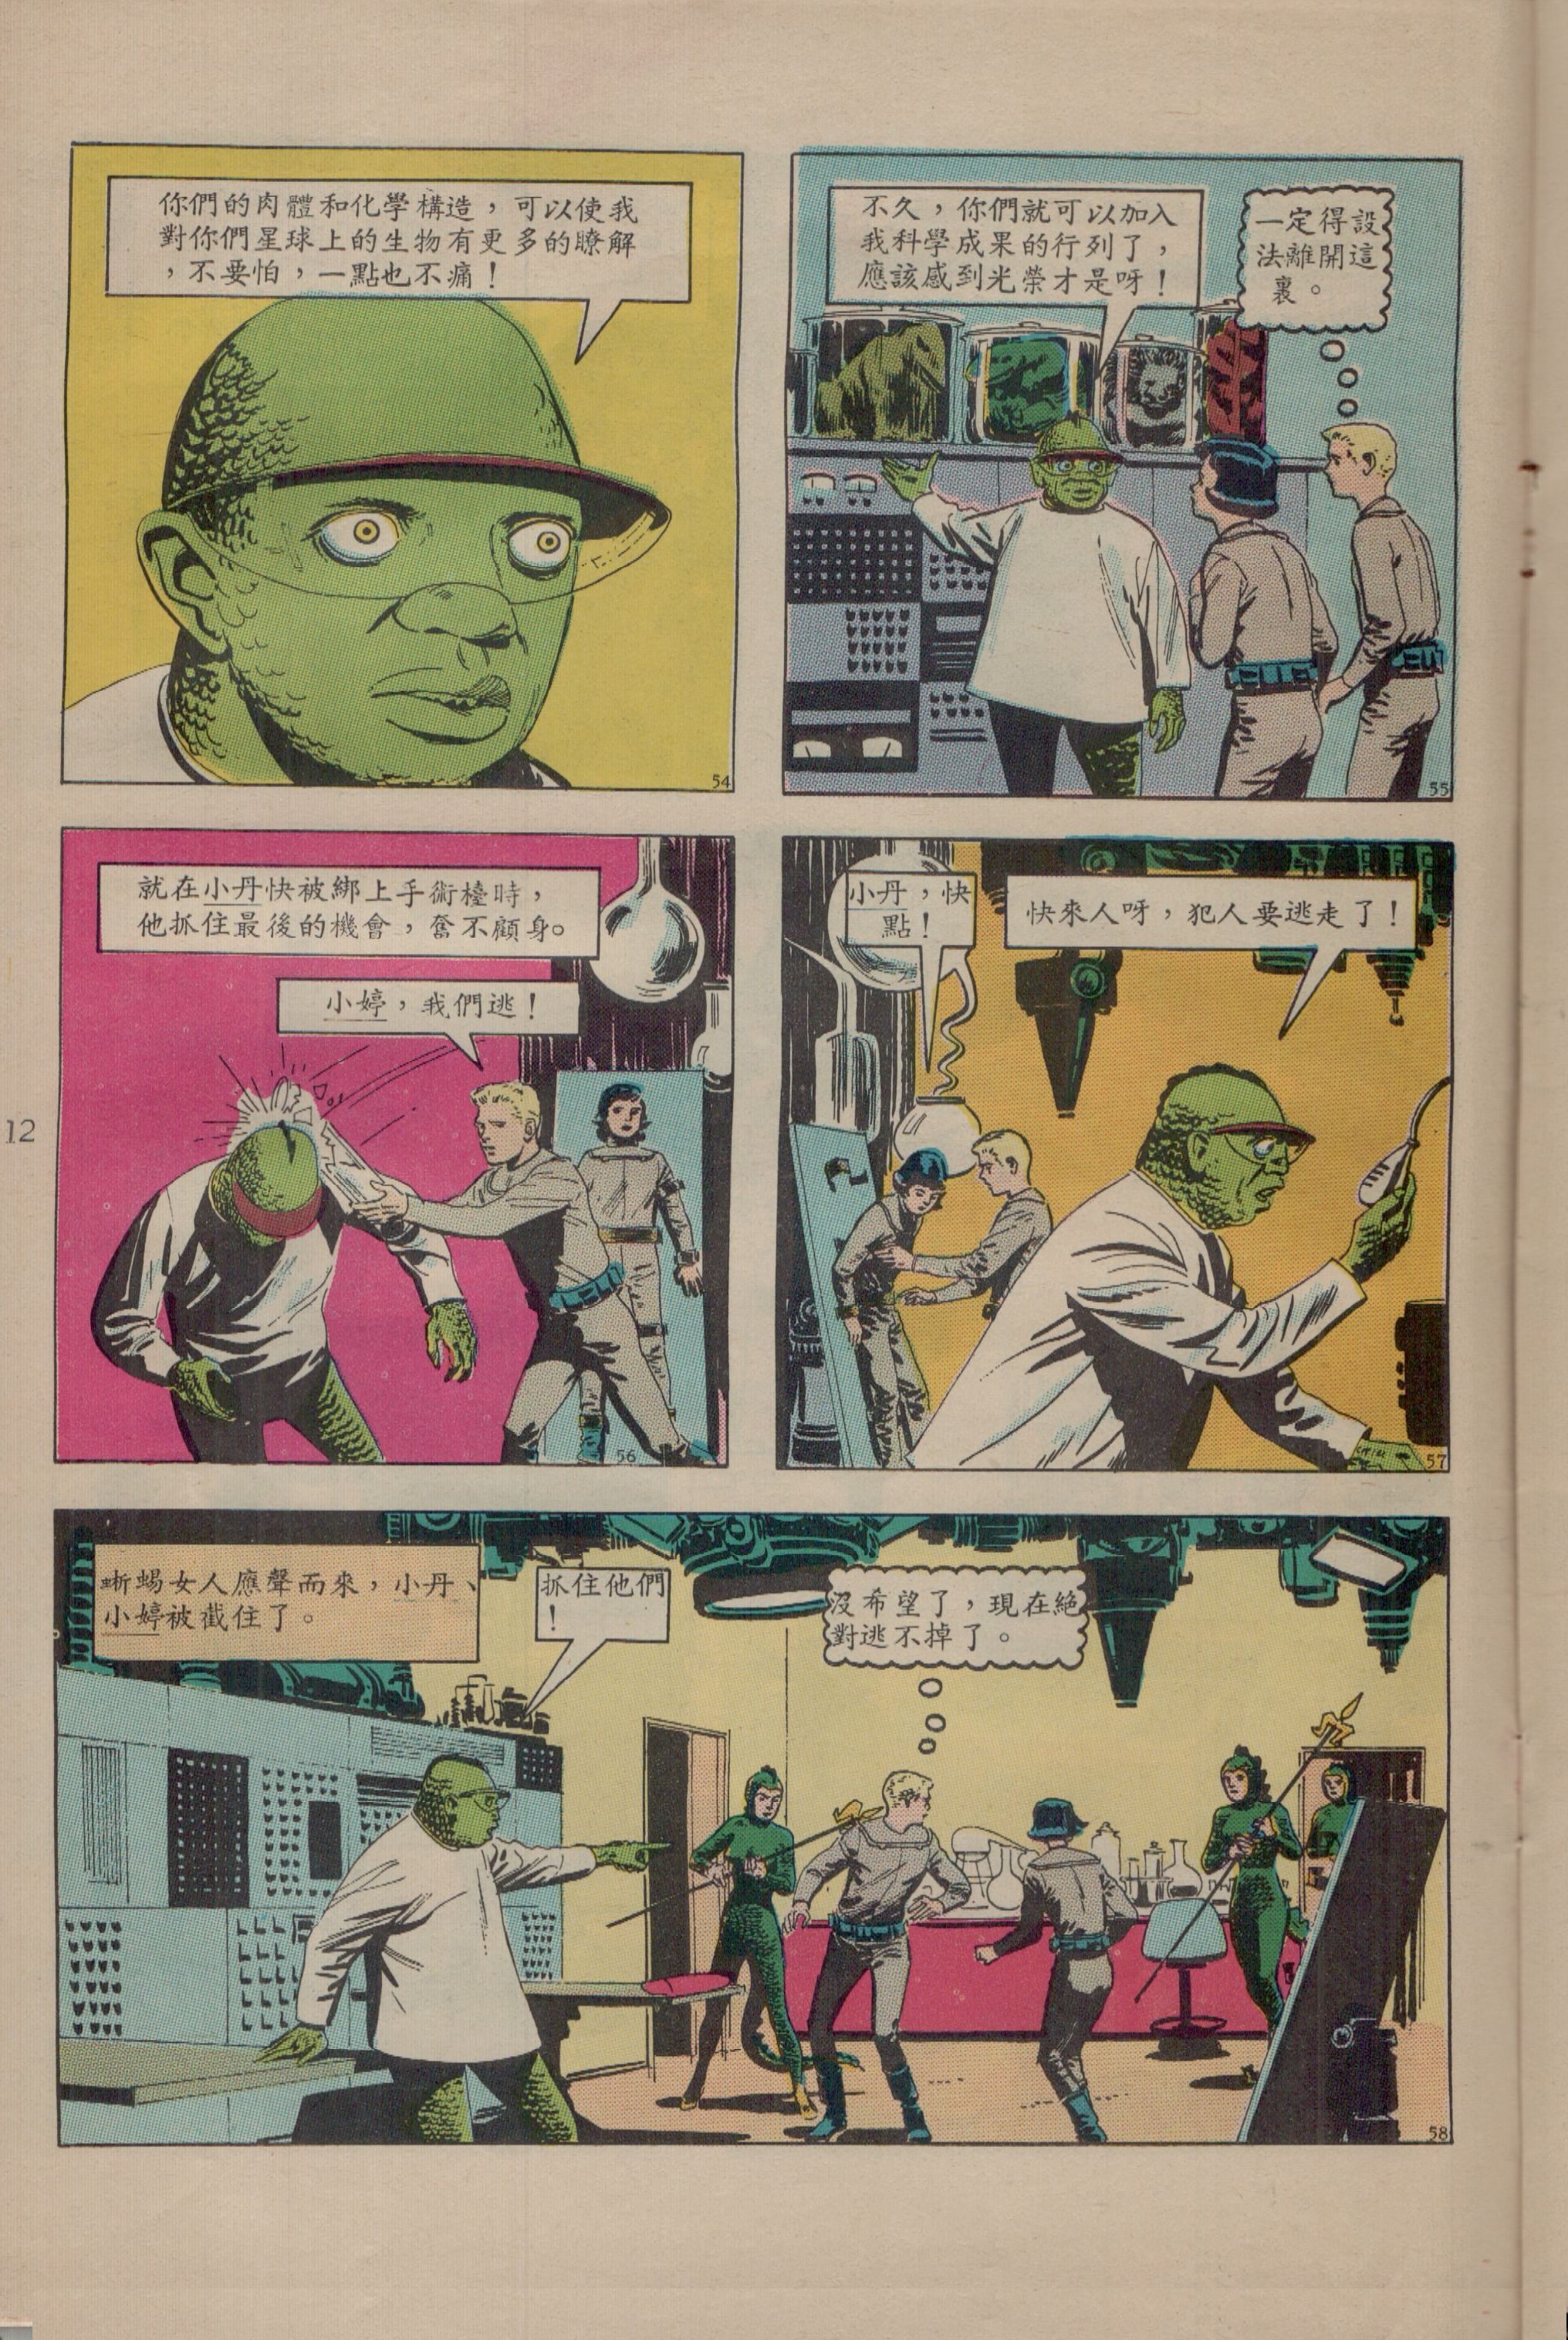 你們的肉體和化學構造，可以使我
對你們星球上的生物有更多的瞭解
，不要怕，一點也不痛！
54
不久，你們就可以加入
我科學成果的行列了，
應該感到光榮才是呀！
一定得設
法離開這
裏。
55
就在小丹快被綁上手術檯時，
他抓住最後的機會，奮不顧身。
小婷，我們逃！
56
小丹，快
點！
快來人呀，犯人要逃走了！
57
12
蜥蜴女人應聲而來，小丹、
小婷被截住了。
抓住他們
！
沒希望了，現在絕
對逃不掉了。
58